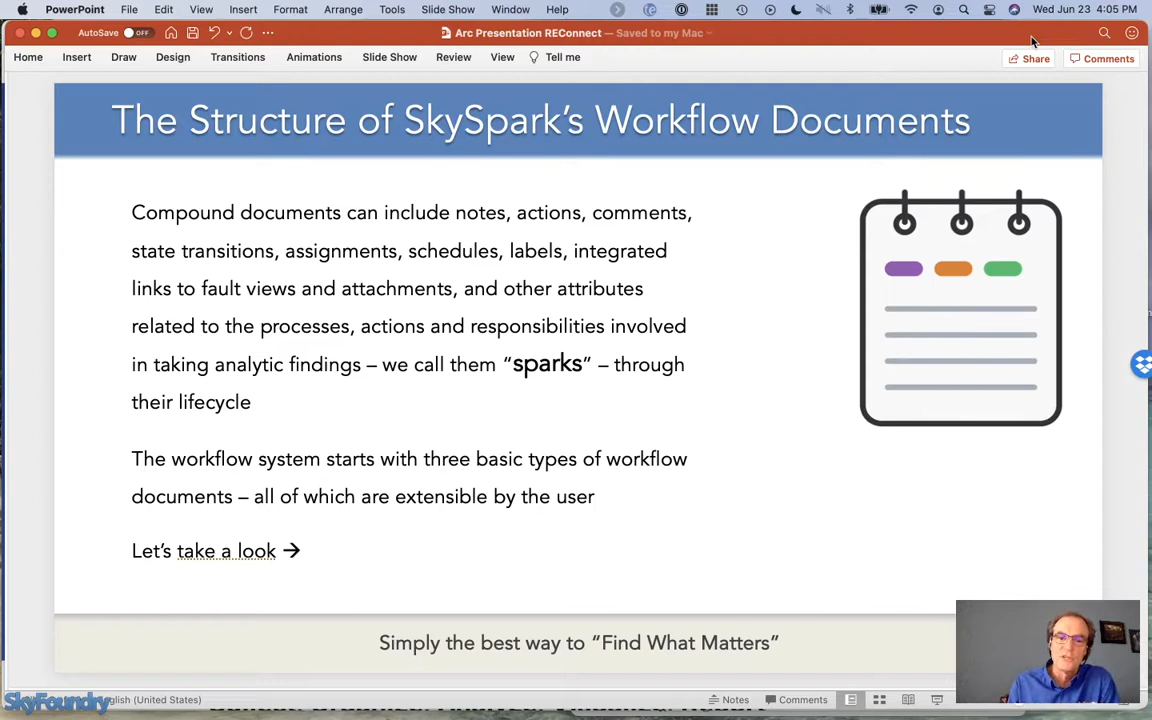 PowerPoint File Edit View Insert Format Arrange Tools Slide Show Window Help Wed Jun 23 4:05 PM
AutoSave OFF Arc Presentation REConnect — Saved to my Mac
Home Insert Draw Design Transitions Animations Slide Show Review View Tell me Share Comments
The Structure of SkySpark’s Workflow Documents
Compound documents can include notes, actions, comments,
state transitions, assignments, schedules, labels, integrated
links to fault views and attachments, and other attributes
related to the processes, actions and responsibilities involved
in taking analytic findings – we call them “sparks” – through
their lifecycle
The workflow system starts with three basic types of workflow
documents – all of which are extensible by the user
Let’s take a look →
Simply the best way to “Find What Matters”
SkyFoundry (United States) Notes Comments